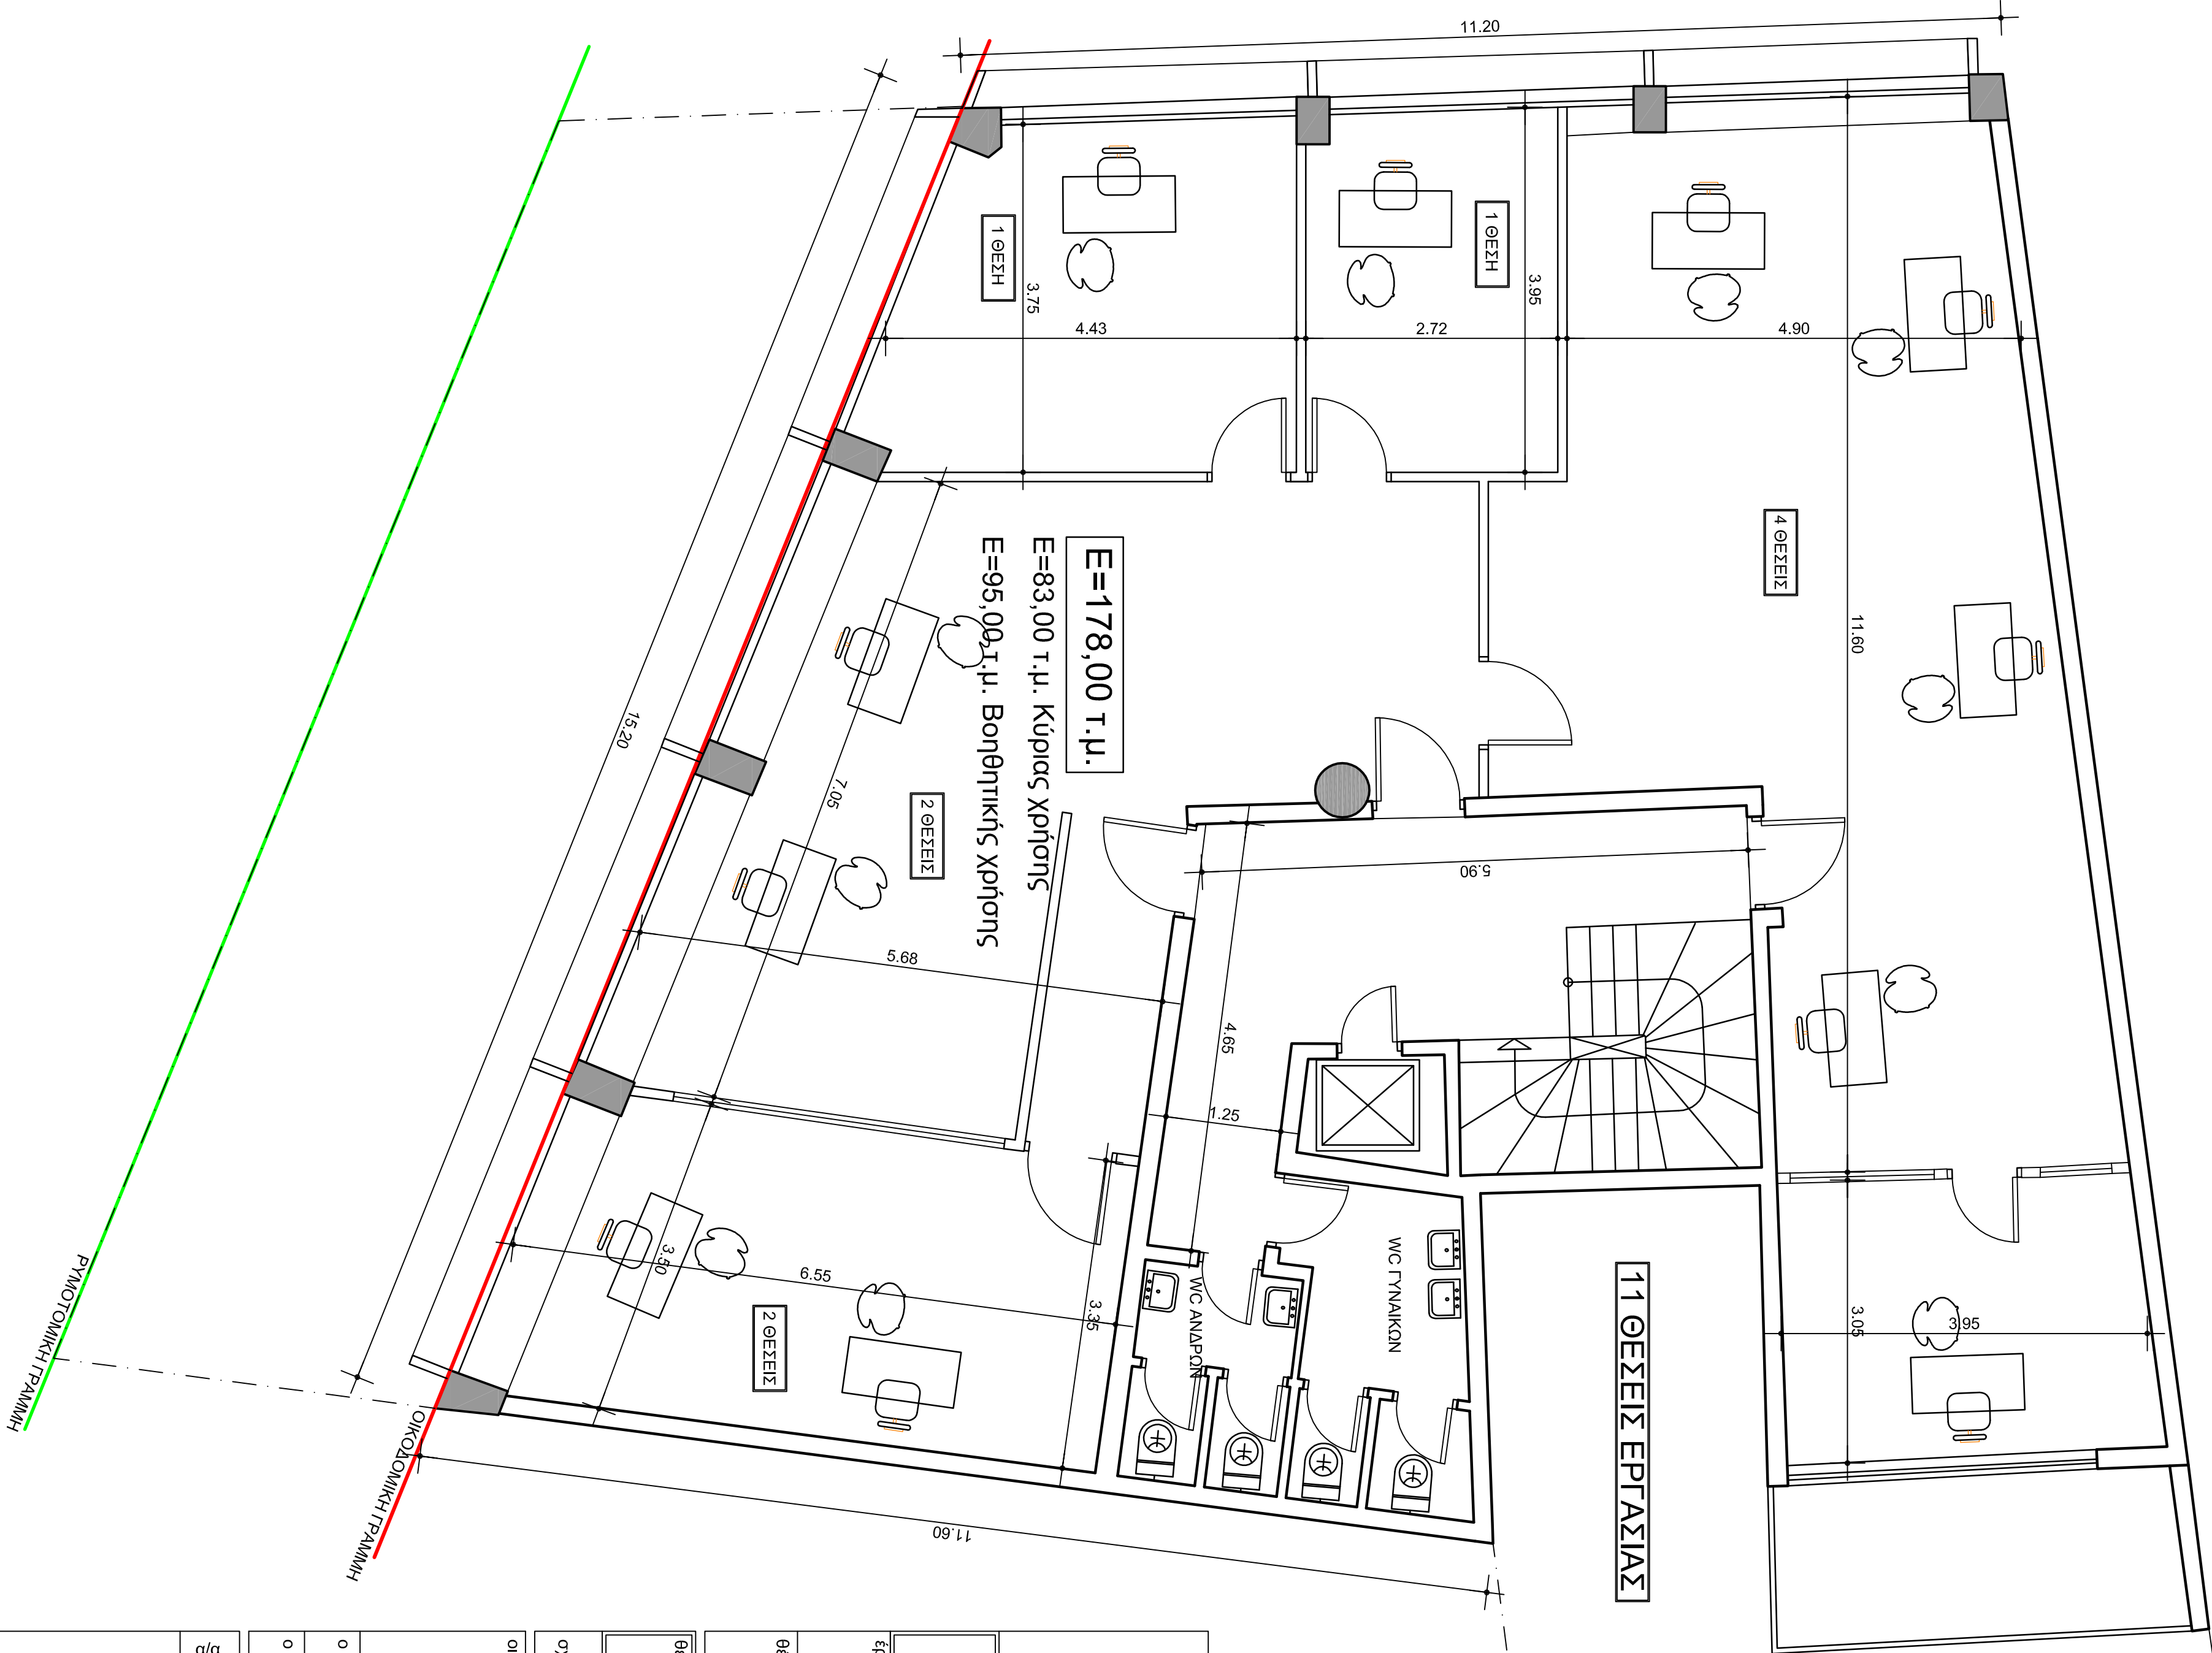 11.20
1 ΘΕΣΗ
3.75
4.43
1 ΘΕΣΗ
3.95
2.72
4.90
4 ΘΕΣΕΙΣ
11.60
E=178,00 τ.μ.
E=83,00 τ.μ. Κύριας χρήσης
E=95,00 τ.μ. Βοηθητικής χρήσης
15.20
7.05
2 ΘΕΣΕΙΣ
5.68
5.90
4.65
1.25
3.50
6.55
2 ΘΕΣΕΙΣ
3.35
WC ΑΝΔΡΩΝ
WC ΓΥΝΑΙΚΩΝ
11 ΘΕΣΕΙΣ ΕΡΓΑΣΙΑΣ
3.05
3.95
11.60
ΡΥΜΟΤΟΜΙΚΗ ΓΡΑΜΜΗ
ΟΙΚΟΔΟΜΙΚΗ ΓΡΑΜΜΗ
α/α